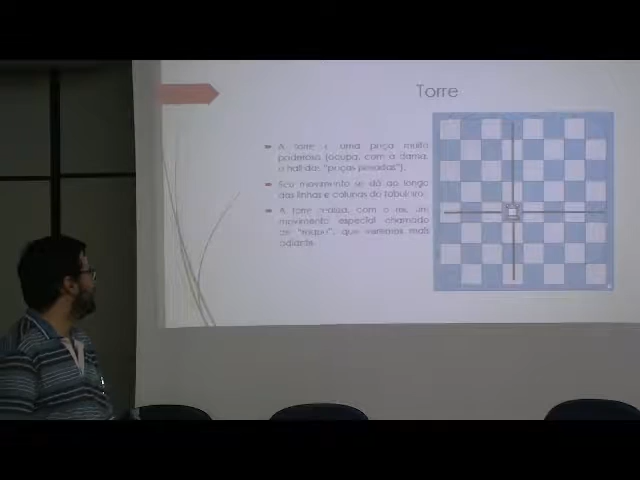 Torre
A torre é uma peça muito
poderosa (ocupa, com a dama,
o hall das "peças pesadas").
Seu movimento se dá ao longo
das linhas e colunas do tabuleiro.
A torre realiza, com o rei, um
movimento especial chamado
de "roque", que veremos mais
adiante.